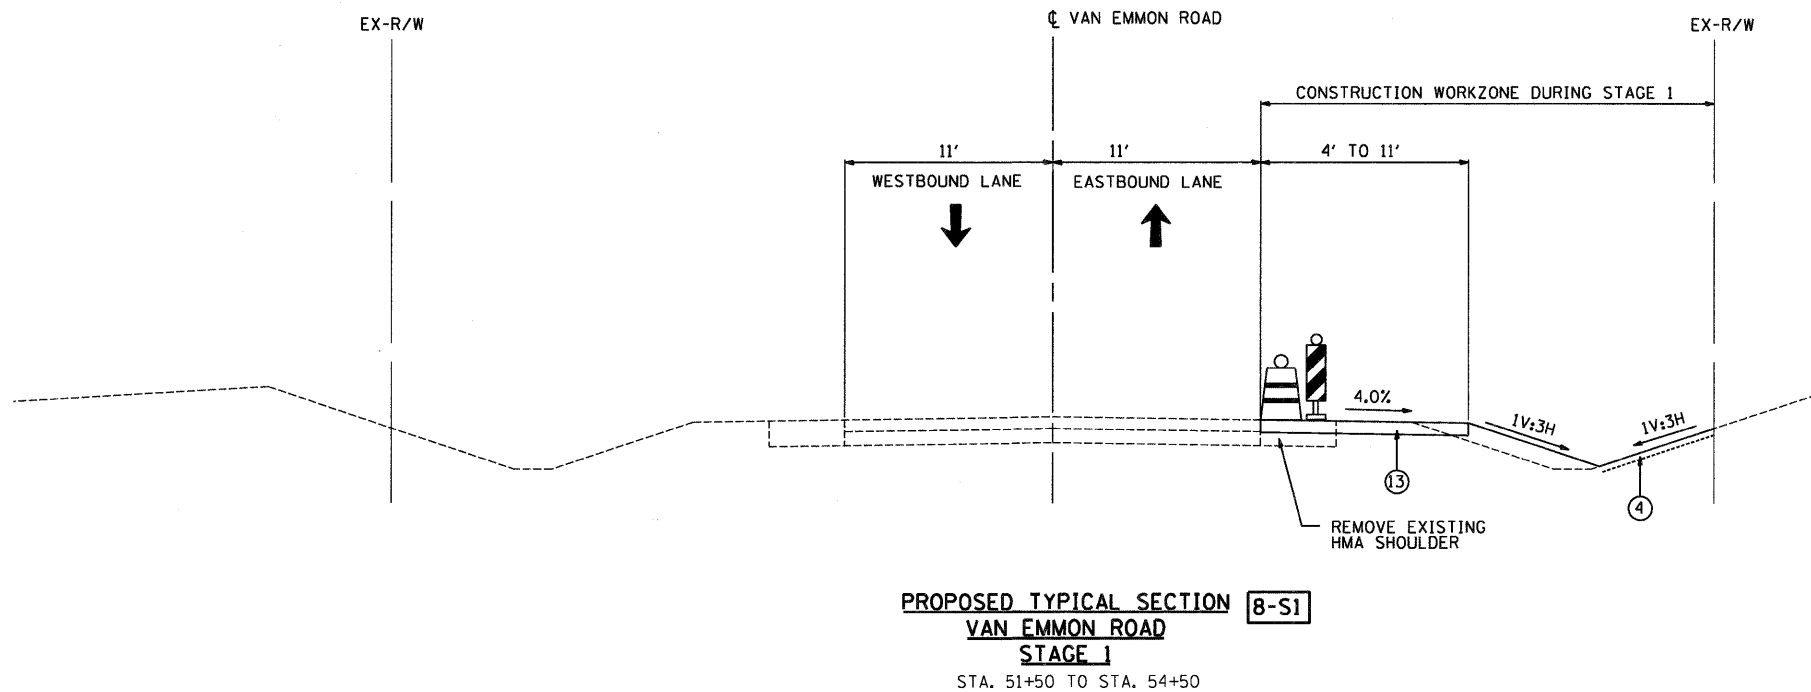 EX-R/W
℄ VAN EMMON ROAD
EX-R/W
CONSTRUCTION WORKZONE DURING STAGE 1
11'
11'
4' TO 11'
WESTBOUND LANE
EASTBOUND LANE
4.0%
1V:3H
1V:3H
13
4
REMOVE EXISTING
HMA SHOULDER
PROPOSED TYPICAL SECTION 8-S1
VAN EMMON ROAD
STAGE 1
STA. 51+50 TO STA. 54+50